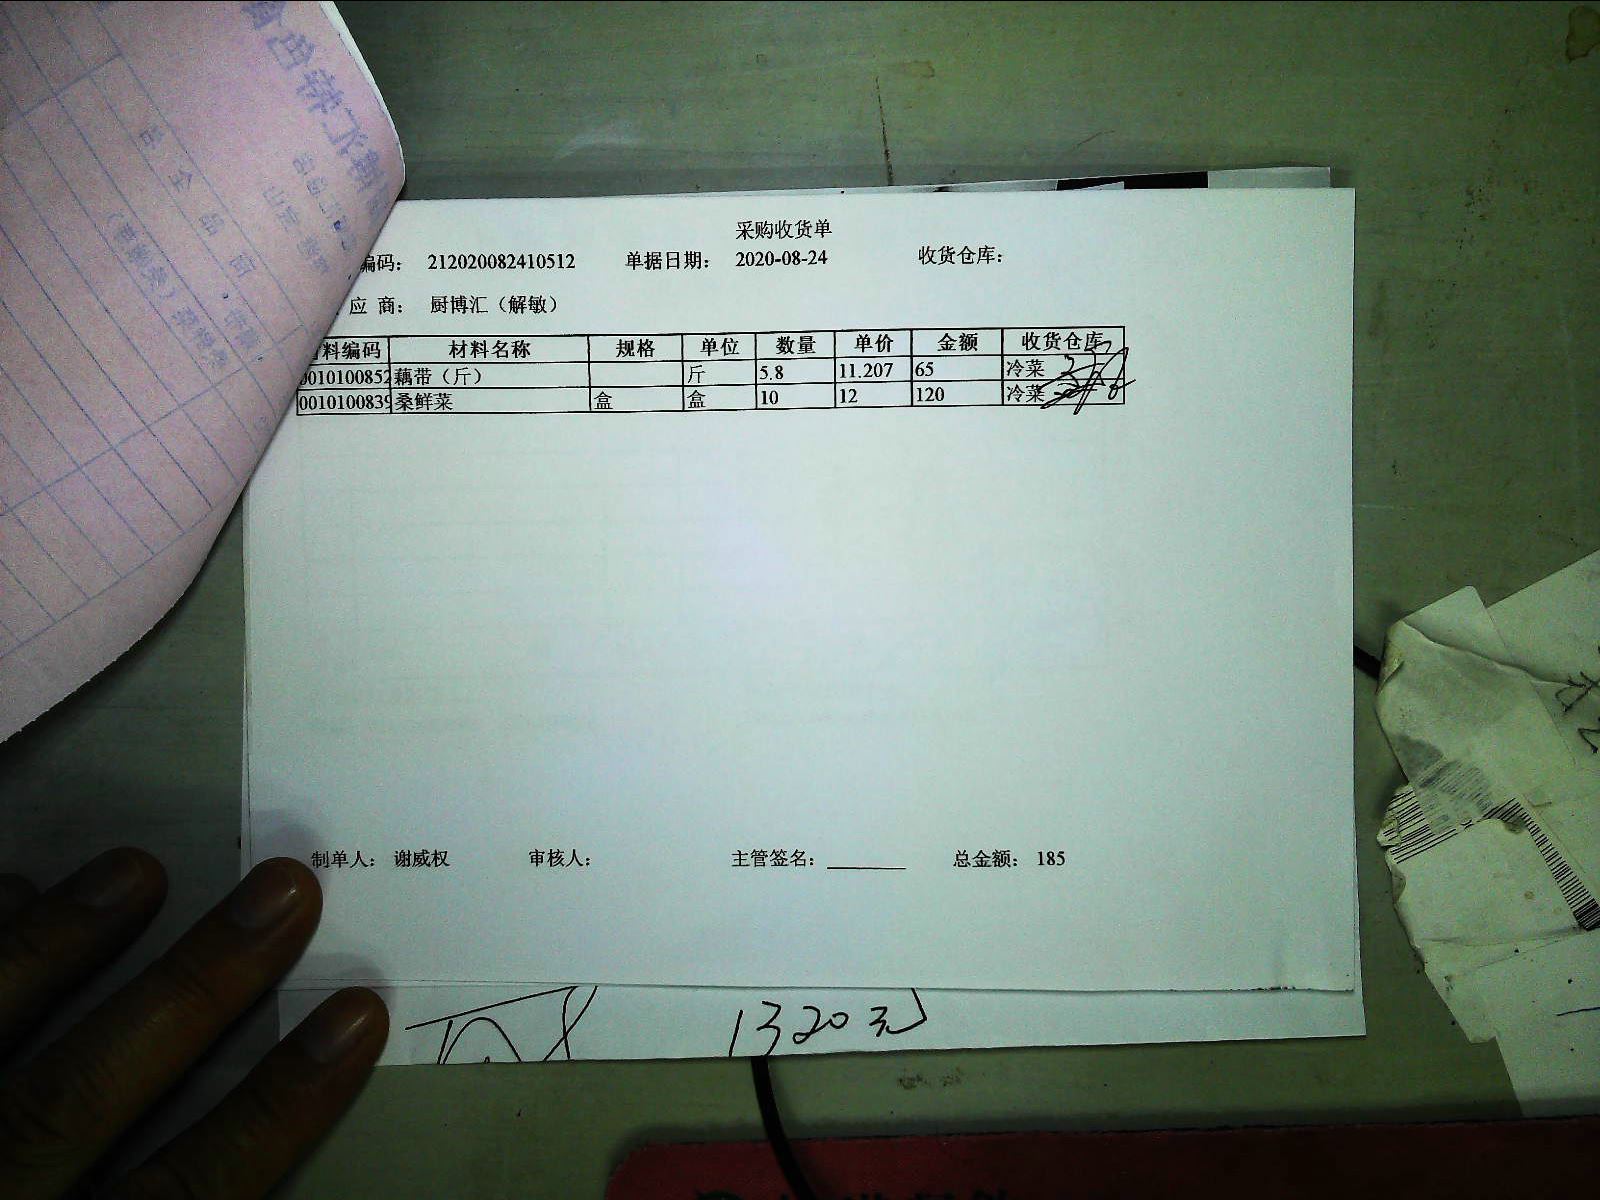 采购收货单
编码： 212020082410512 单据日期： 2020-08-24 收货仓库：
应 商： 厨博汇（解敏）
料编码 材料名称 规格 单位 数量 单价 金额 收货仓库
0010100852 藕带（斤） 斤 5.8 11.207 65 冷菜
0010100839 桑鲜菜 盒 盒 10 12 120 冷菜
制单人： 谢威权 审核人： 主管签名： 总金额： 185
1320元